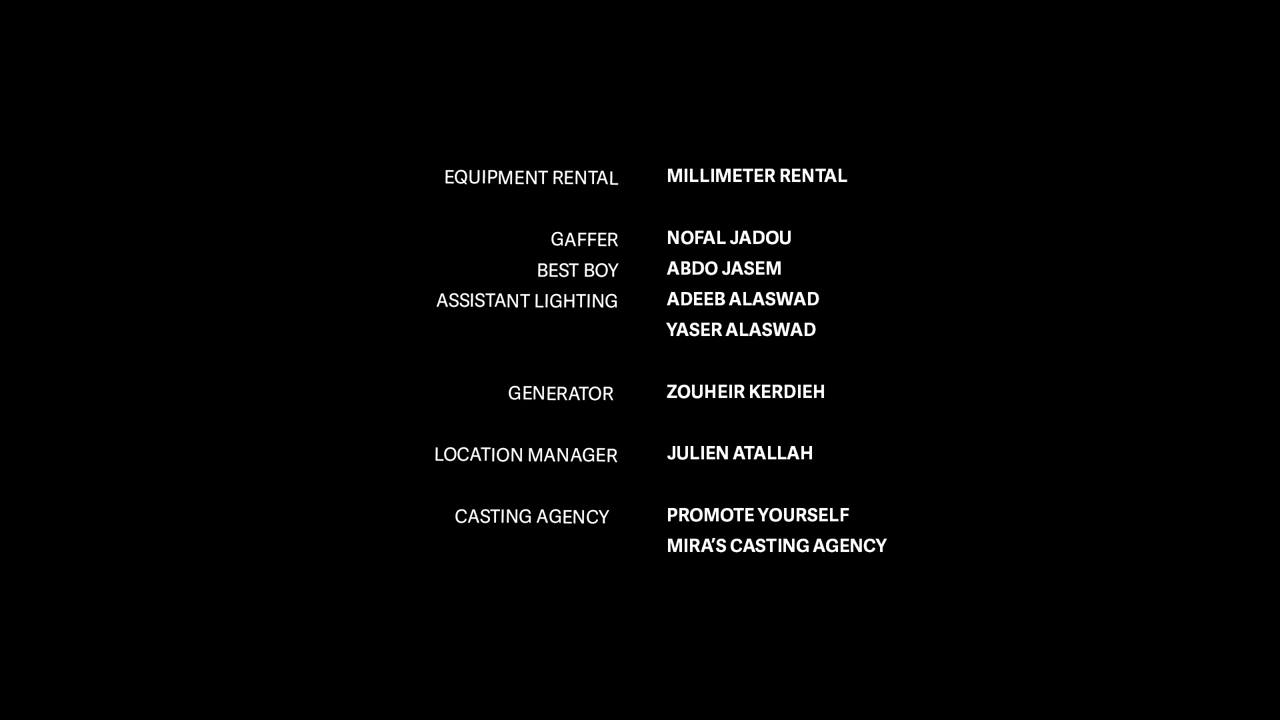 EQUIPMENT RENTAL MILLIMETER RENTAL
GAFFER NOFAL JADOU
BEST BOY ABDO JASEM
ASSISTANT LIGHTING ADEEB ALASWAD
YASER ALASWAD
GENERATOR ZOUHEIR KERDIEH
LOCATION MANAGER JULIEN ATALLAH
CASTING AGENCY PROMOTE YOURSELF
MIRA'S CASTING AGENCY